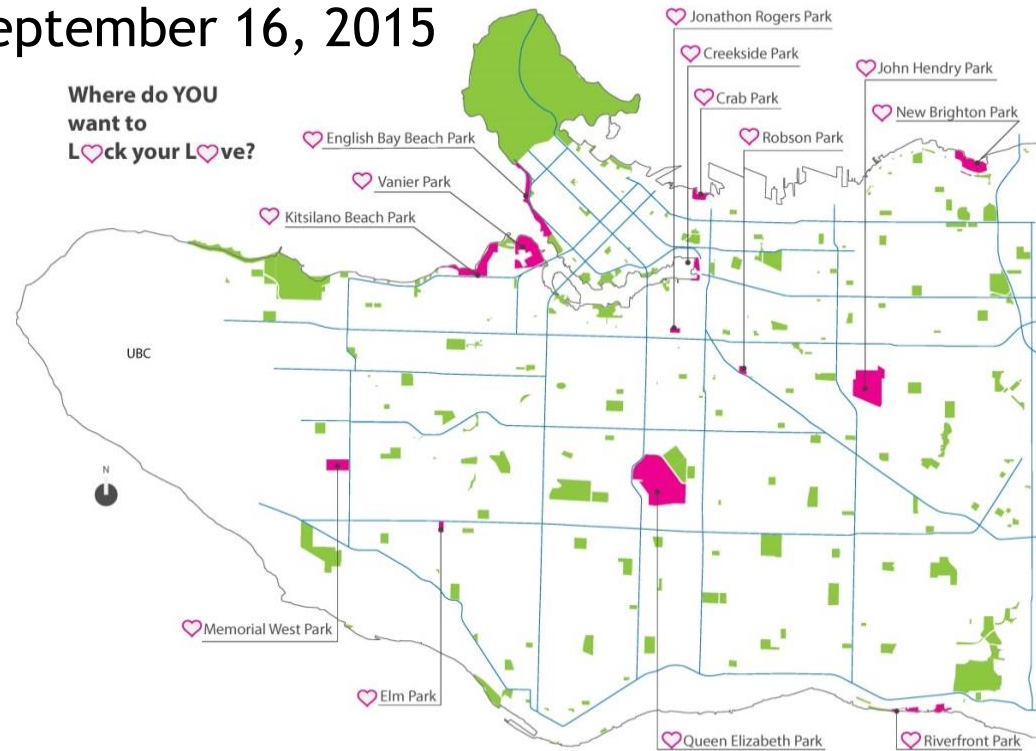 eptember 16, 2015
Where do YOU
want to
L♡ck your L♡ve?
Jonathon Rogers Park
Creekside Park
Crab Park
Robson Park
John Hendry Park
New Brighton Park
English Bay Beach Park
Vanier Park
Kitsilano Beach Park
UBC
N
Memorial West Park
Elm Park
Queen Elizabeth Park
Riverfront Park